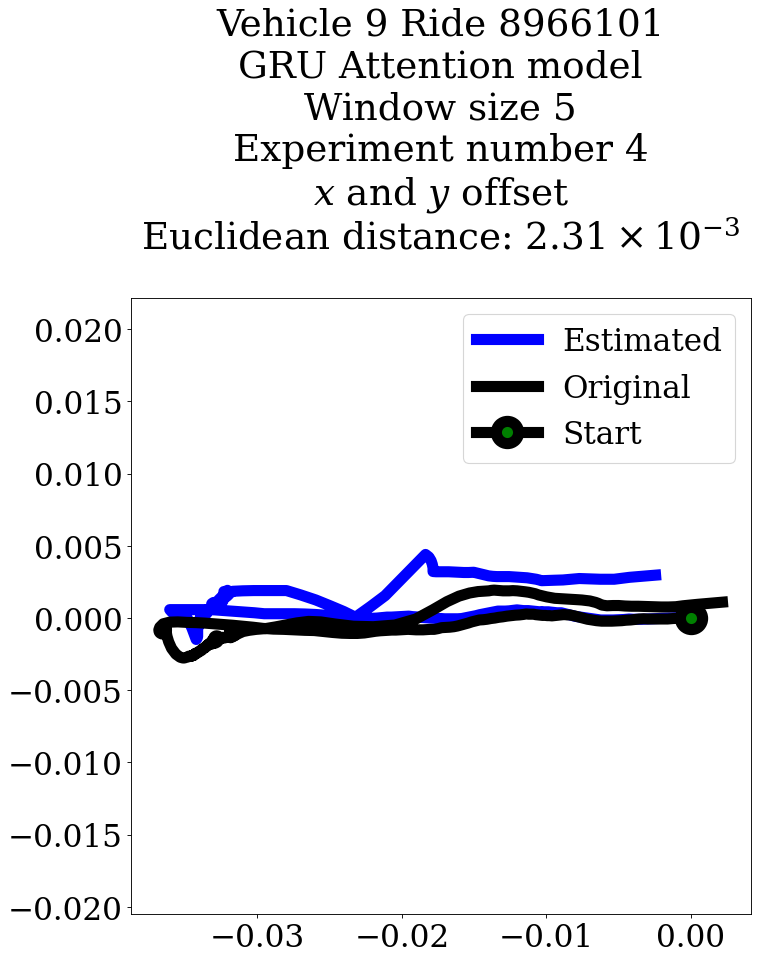 Vehicle 9 Ride 8966101
GRU Attention model
Window size 5
Experiment number 4
x and y offset
Euclidean distance: 2.31 × 10⁻³
Estimated
Original
Start
0.020
0.015
0.010
0.005
0.000
−0.005
−0.010
−0.015
−0.020
−0.03 −0.02 −0.01 0.00